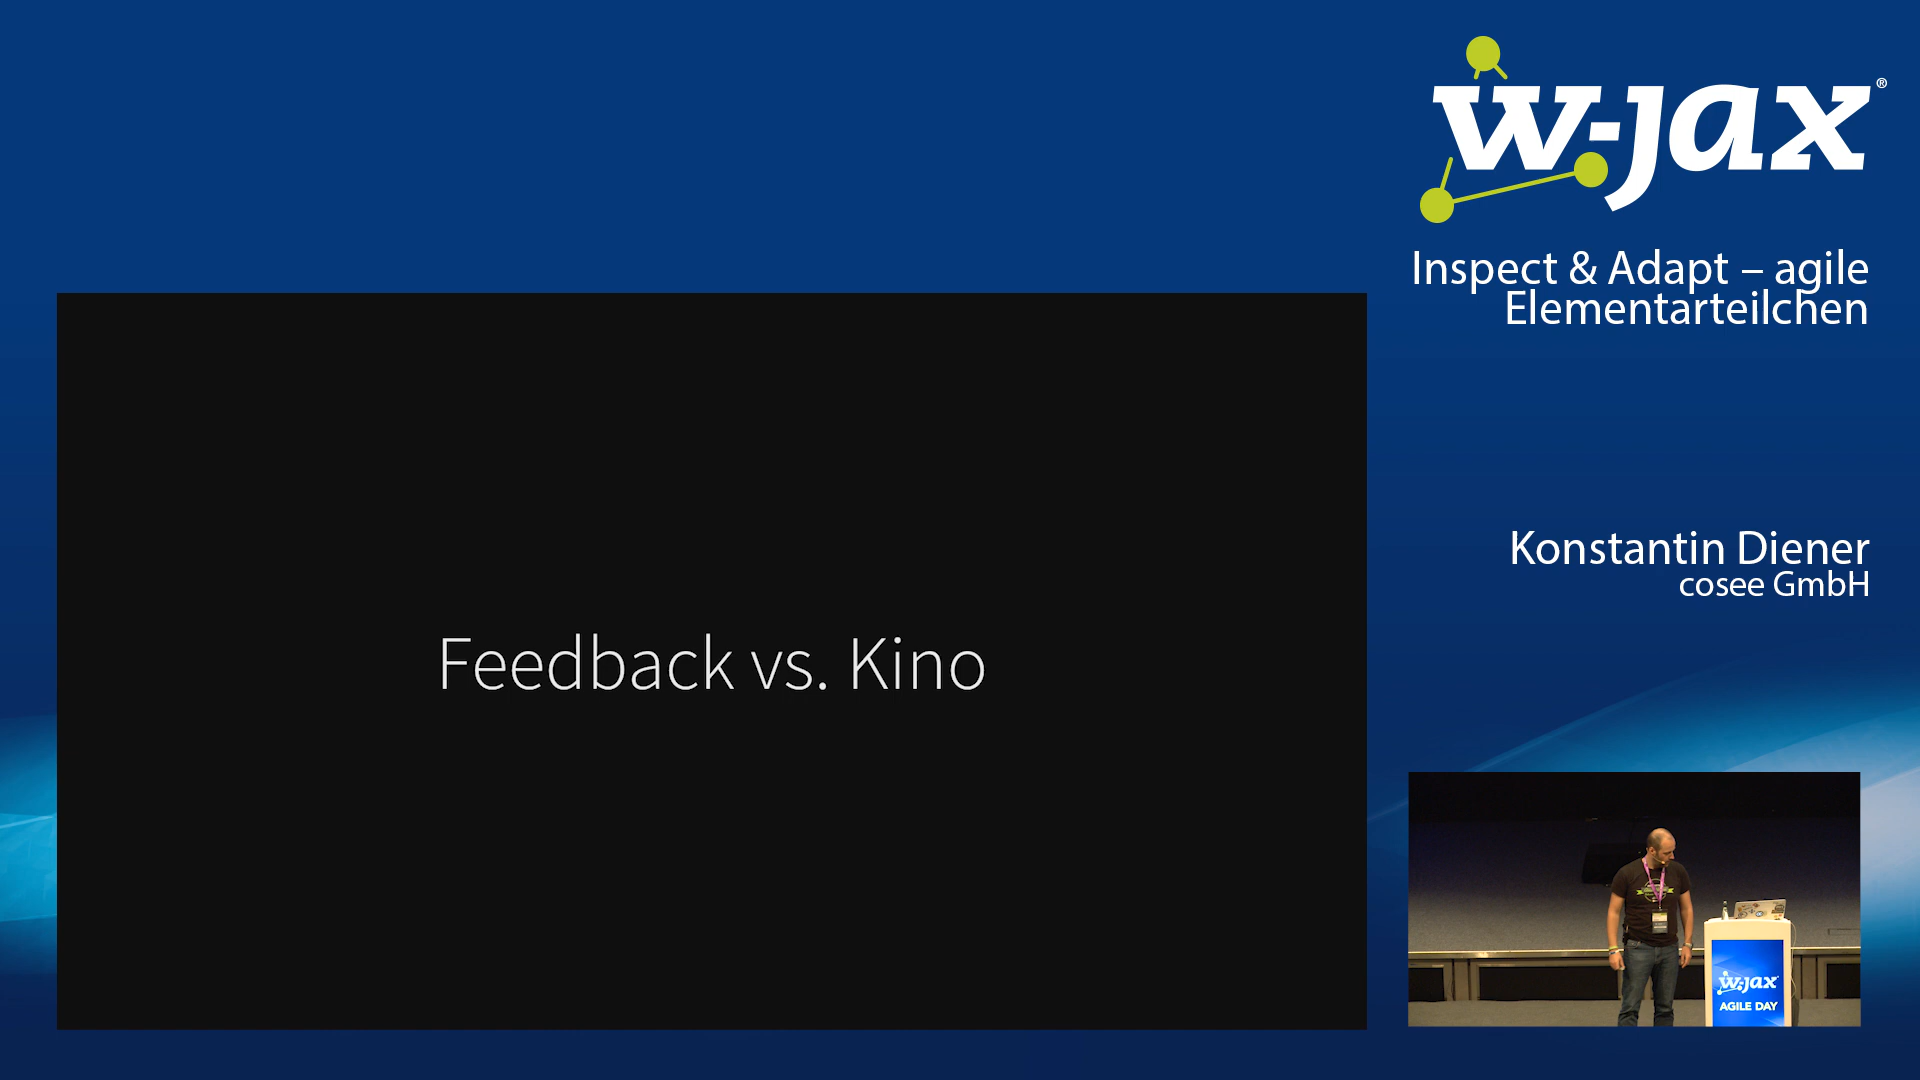 w-jax®
Inspect & Adapt – agile
Elementarteilchen
Feedback vs. Kino
Konstantin Diener
cosee GmbH
w-jax
AGILE DAY